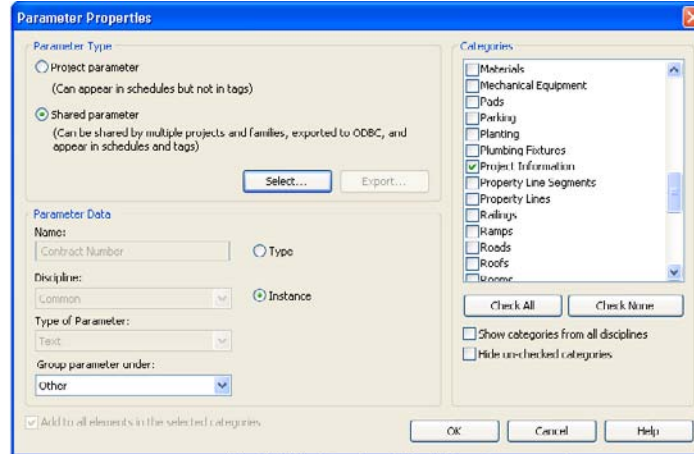 Parameter Properties
Parameter Type
Project parameter
(Can appear in schedules but not in tags)
Shared parameter
(Can be shared by multiple projects and families, exported to ODBC, and
appear in schedules and tags)
Select...
Export...
Parameter Data
Name:
Contract Number
Type
Discipline:
Common
Instance
Type of Parameter:
Text
Group parameter under:
Other
Add to all elements in the selected categories
Categories
Materials
Mechanical Equipment
Pads
Parking
Planting
Plumbing Fixtures
Project Information
Property Line Segments
Property Lines
Railings
Ramps
Roads
Roofs
Rooms
Check All
Check None
Show categories from all disciplines
Hide un-checked categories
OK
Cancel
Help